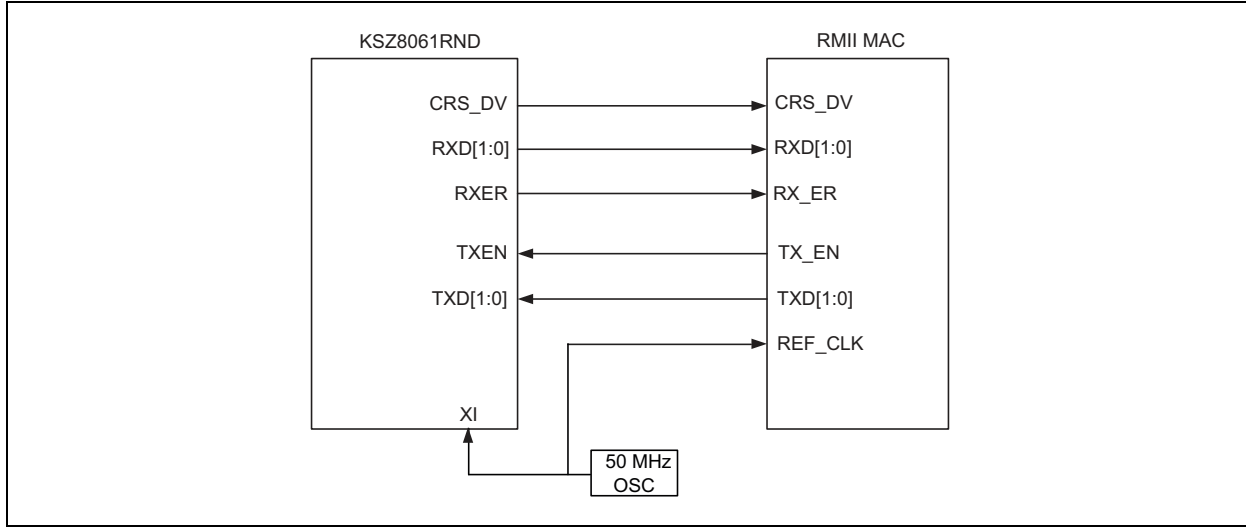 KSZ8061RND
RMII MAC
CRS_DV
CRS_DV
RXD[1:0]
RXD[1:0]
RXER
RX_ER
TXEN
TX_EN
TXD[1:0]
TXD[1:0]
REF_CLK
XI
50 MHz
OSC